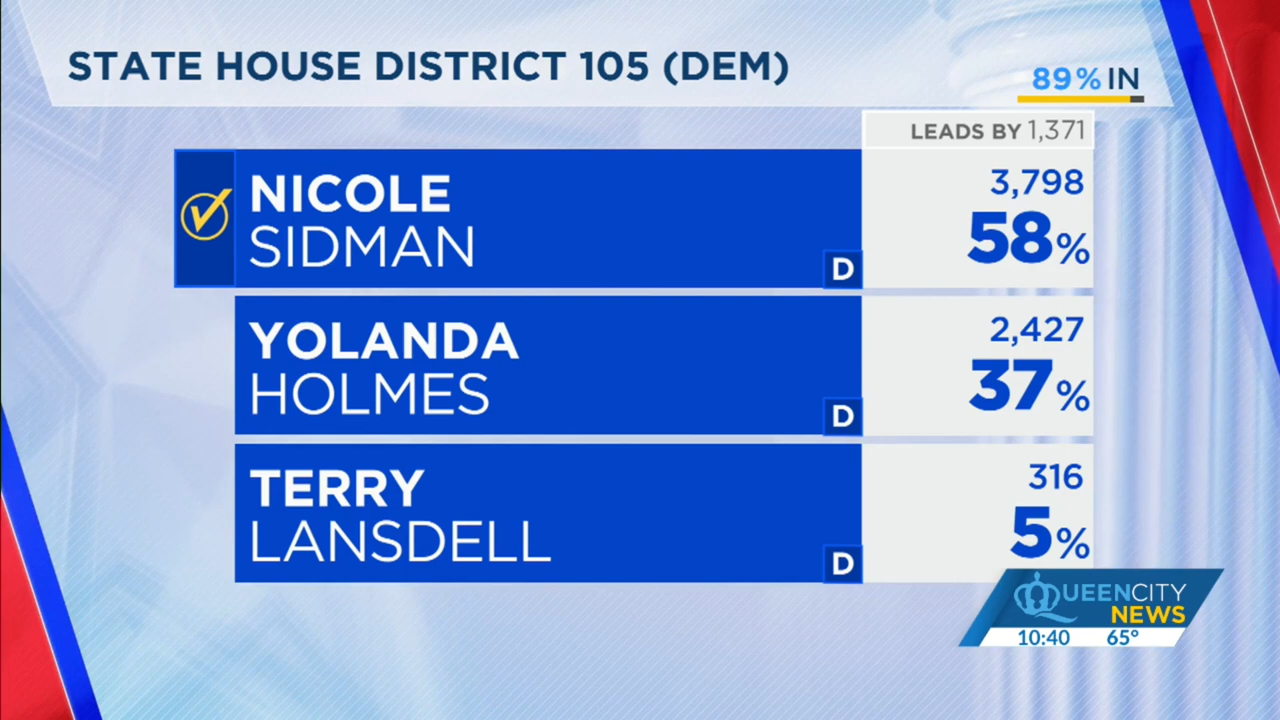 STATE HOUSE DISTRICT 105 (DEM)
89% IN
LEADS BY 1,371
NICOLE
SIDMAN
D
3,798
58%
YOLANDA
HOLMES
D
2,427
37%
TERRY
LANSDELL
D
316
5%
QUEENCITY
NEWS
10:40 65°